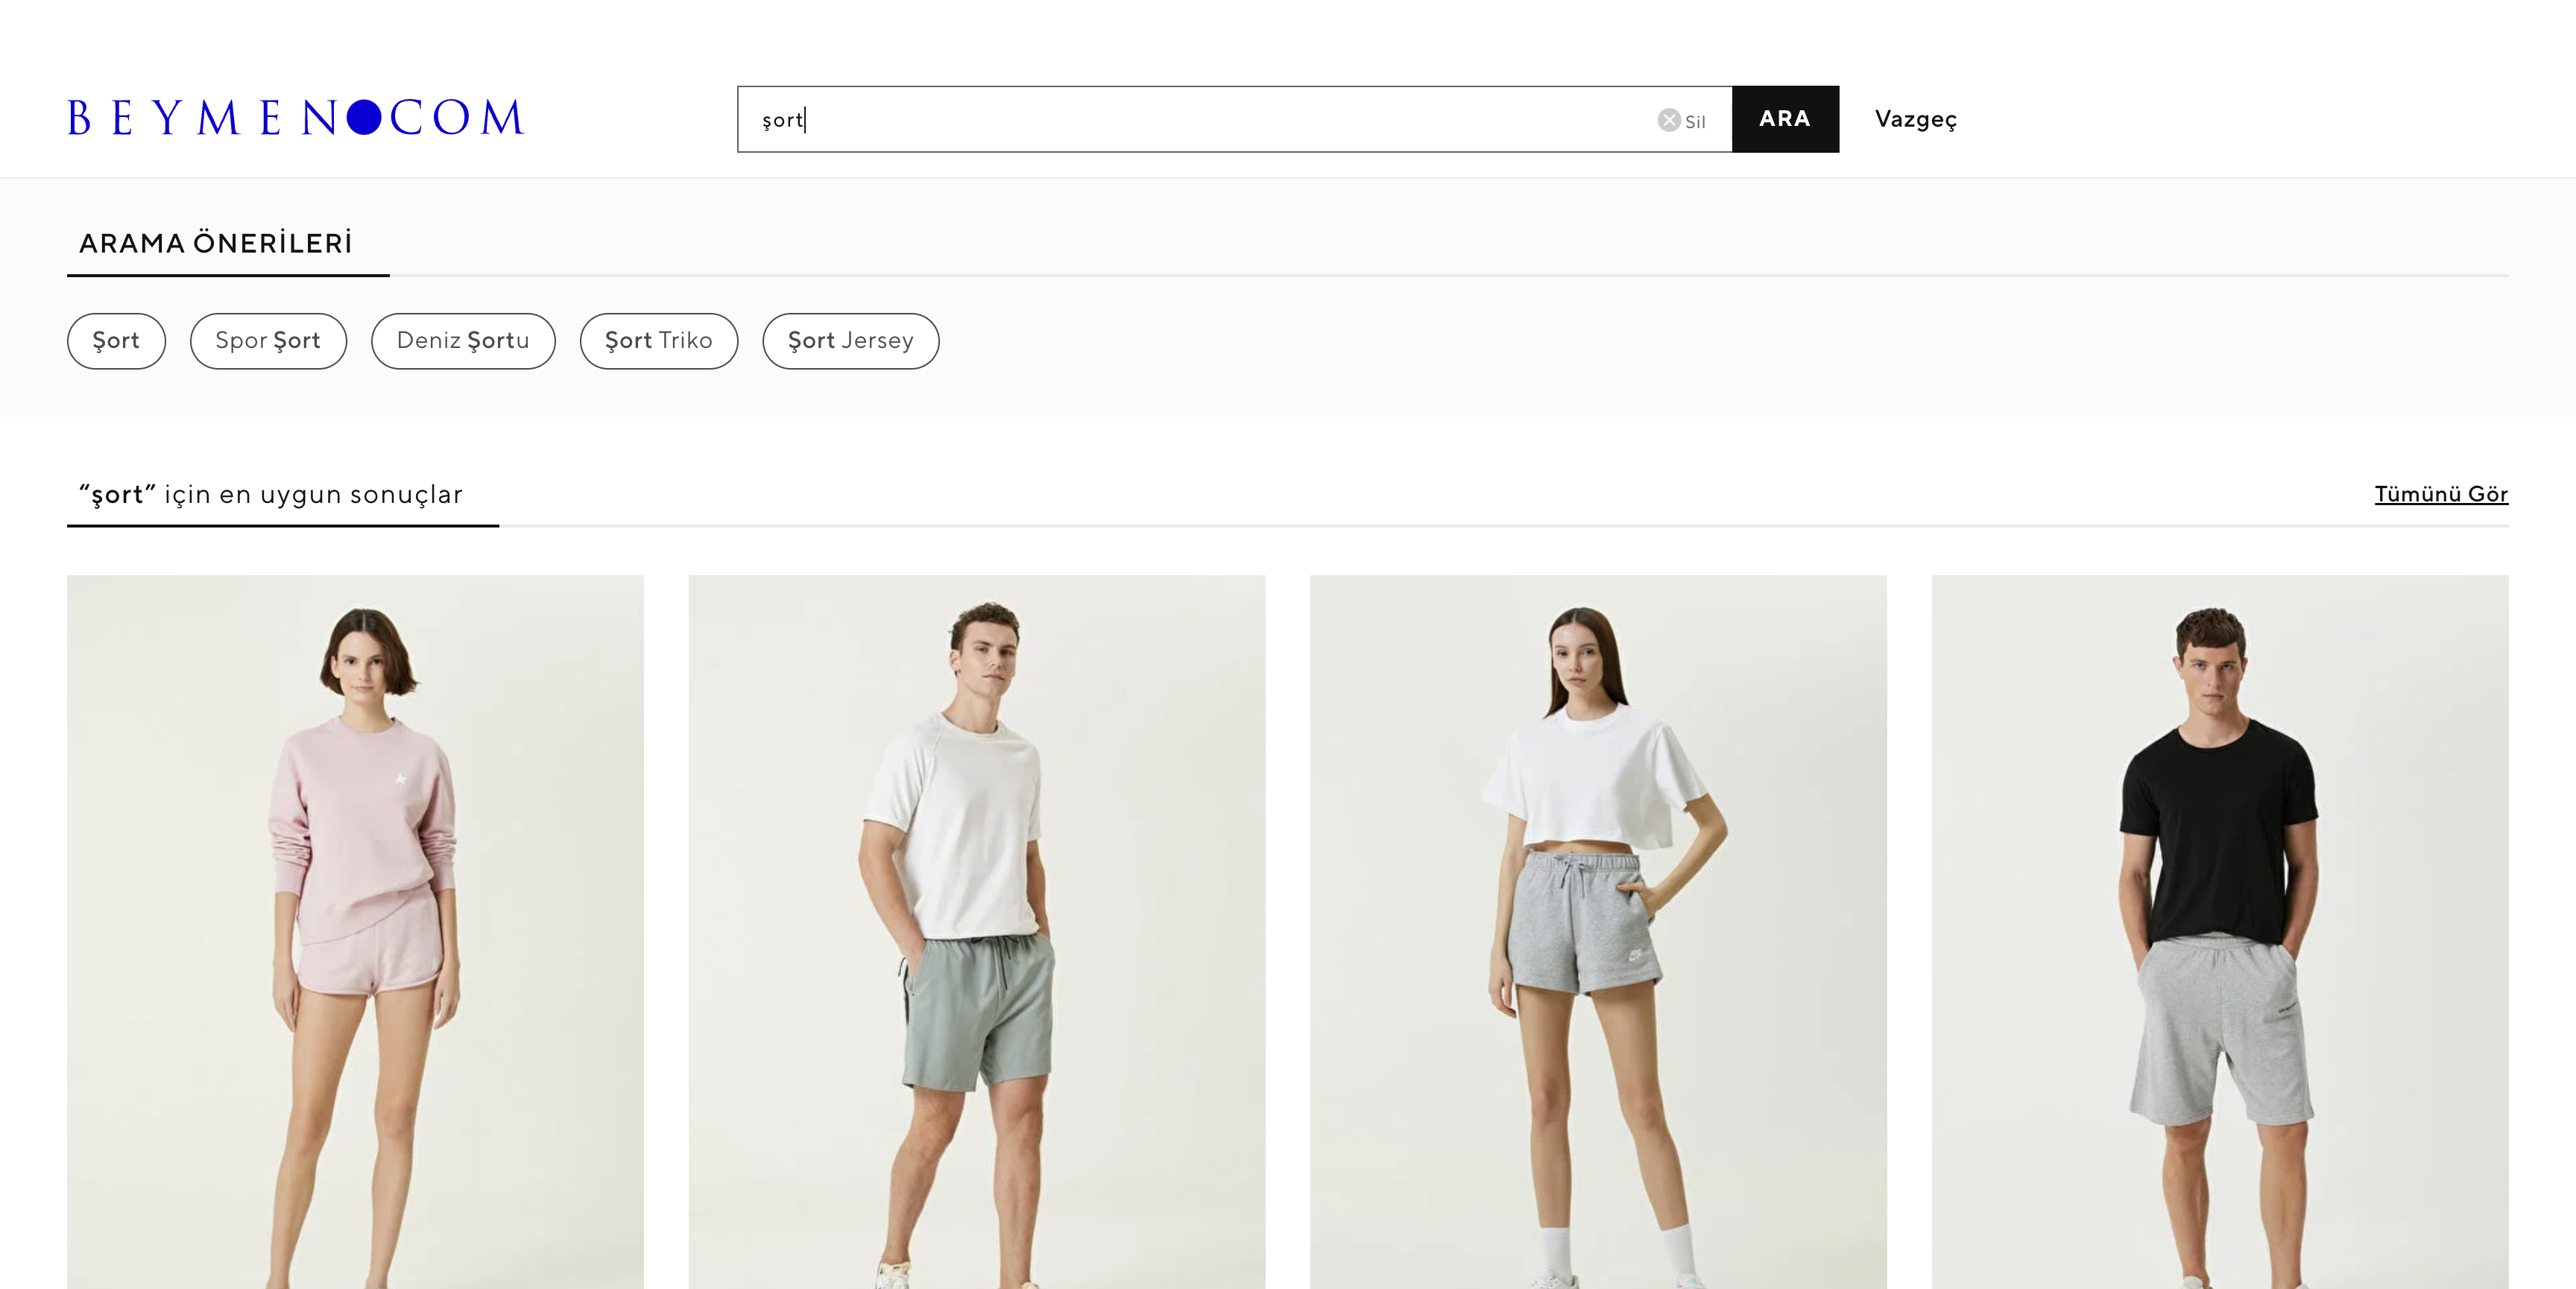 BEYMEN COM
şort
Sil
ARA
Vazgeç
ARAMA ÖNERİLERİ
Şort
Spor Şort
Deniz Şortu
Şort Triko
Şort Jersey
“şort” için en uygun sonuçlar
Tümünü Gör